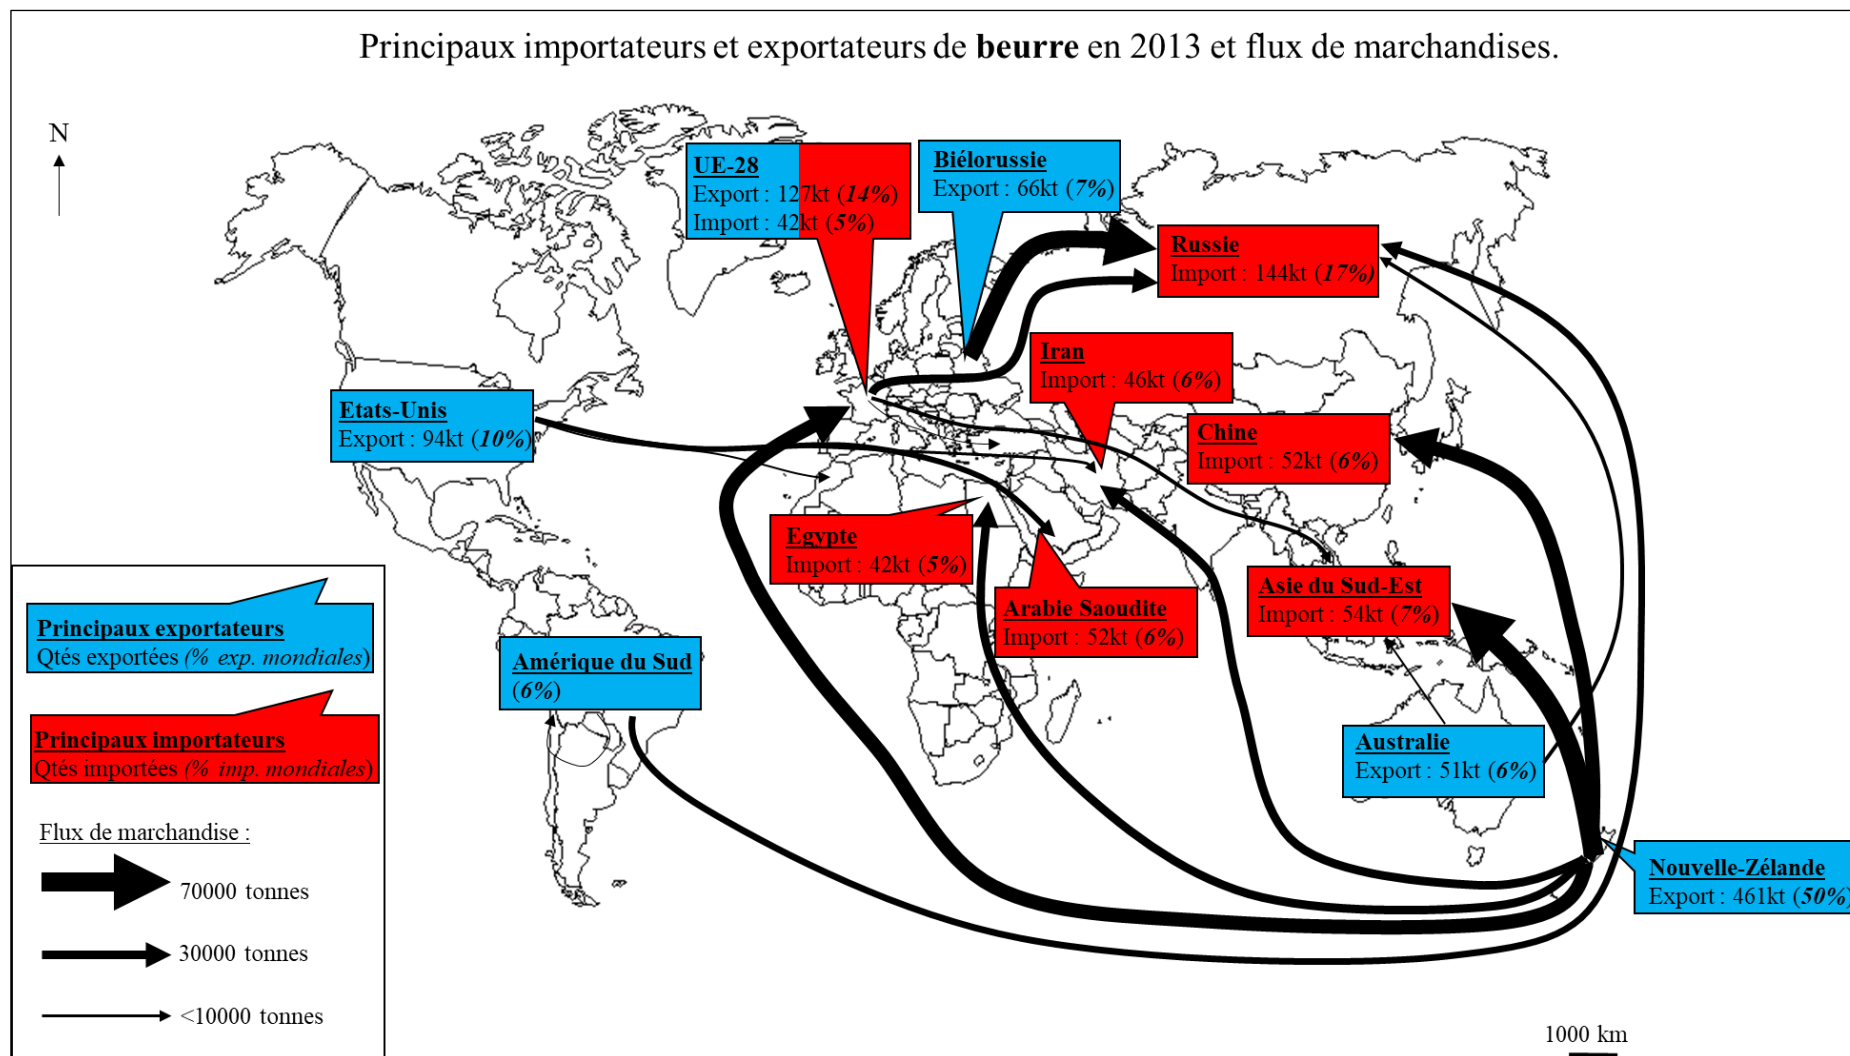 Principaux importateurs et exportateurs de beurre en 2013 et flux de marchandises.
N
UE-28
Export : 127kt (14%)
Import : 42kt (5%)
Biélorussie
Export : 66kt (7%)
Russie
Import : 144kt (17%)
Iran
Import : 46kt (6%)
Etats-Unis
Export : 94kt (10%)
Chine
Import : 52kt (6%)
Egypte
Import : 42kt (5%)
Arabie Saoudite
Import : 52kt (6%)
Asie du Sud-Est
Import : 54kt (7%)
Amérique du Sud
(6%)
Australie
Export : 51kt (6%)
Nouvelle-Zélande
Export : 461kt (50%)
Principaux exportateurs
Qtés exportées (% exp. mondiales)
Principaux importateurs
Qtés importées (% imp. mondiales)
Flux de marchandise :
70000 tonnes
30000 tonnes
<10000 tonnes
1000 km